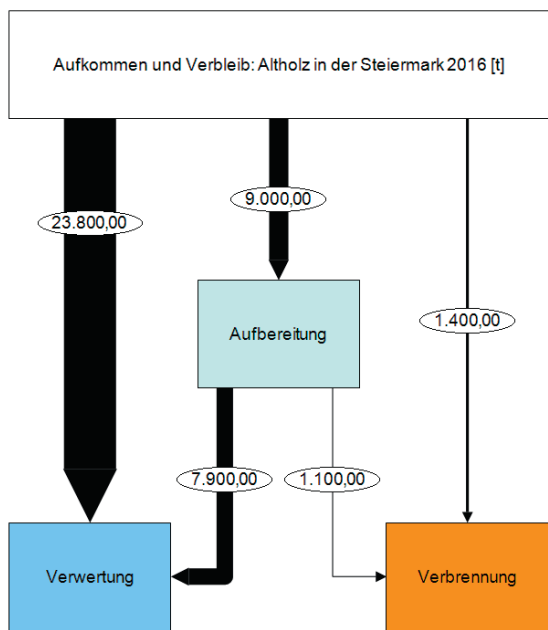 Aufkommen und Verbleib: Altholz in der Steiermark 2016 [t]
23.800,00
9.000,00
1.400,00
Aufbereitung
7.900,00
1.100,00
Verwertung
Verbrennung